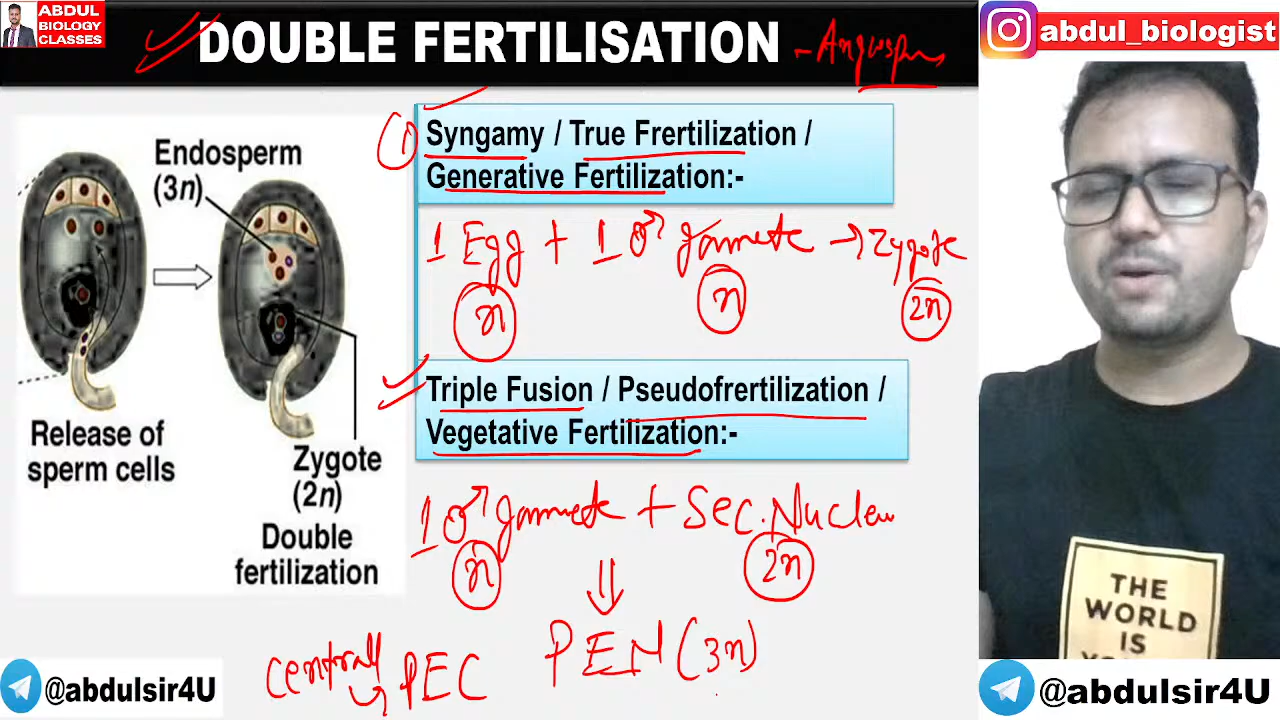 ABDUL
BIOLOGY
CLASSES
DOUBLE FERTILISATION
abdul_biologist
Endosperm
(3n)
Release of
sperm cells
Zygote
(2n)
Double
fertilization
① Syngamy / True Frertilization /
Generative Fertilization:-
1 Egg + 1 ♂ gamete → Zygote
n n 2n
Triple Fusion / Pseudofrertilization /
Vegetative Fertilization:-
1 ♂ gamete + Sec. Nucleu
n 2n
⇓
PEN (3n)
PEC
THE
WORLD
IS
@abdulsir4U
@abdulsir4U